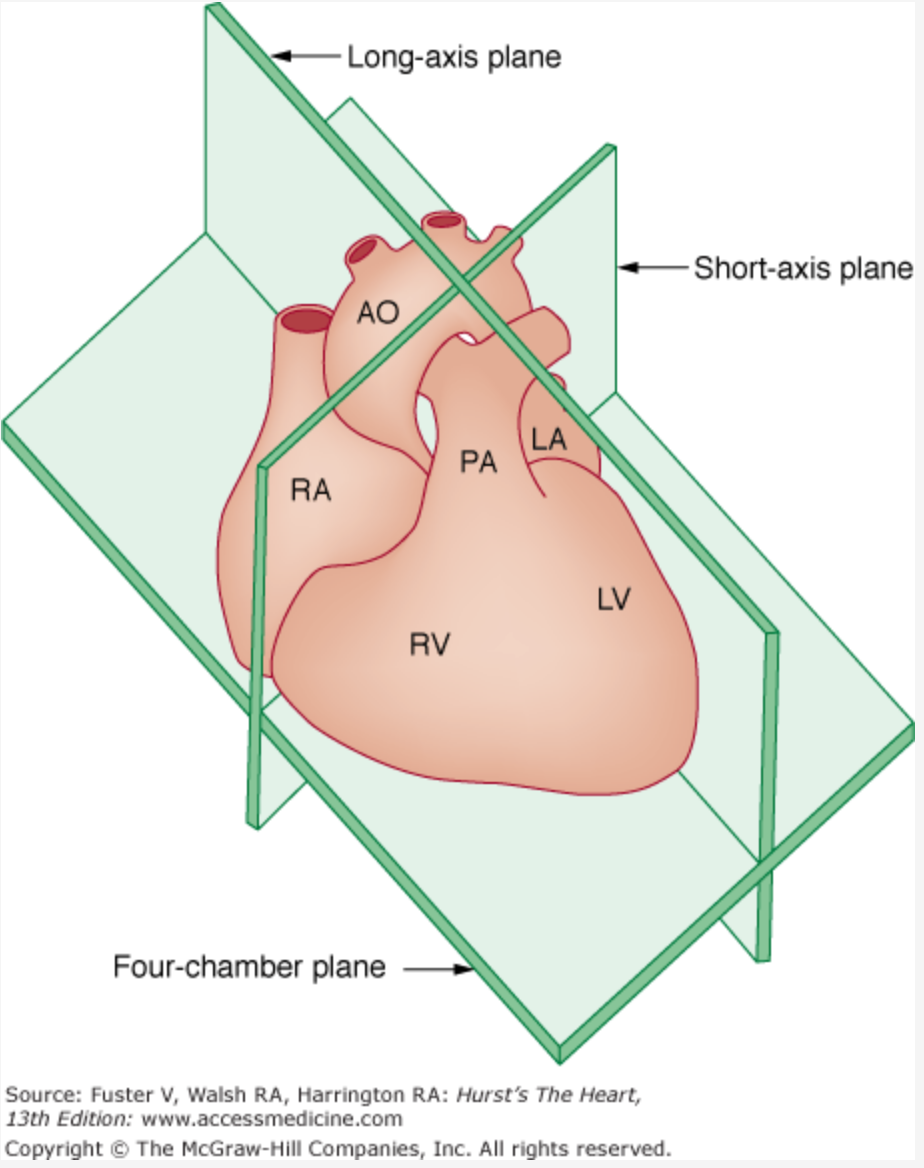 Long-axis plane
Short-axis plane
AO
LA
PA
RA
LV
RV
Four-chamber plane
Source: Fuster V, Walsh RA, Harrington RA: Hurst's The Heart,
13th Edition: www.accessmedicine.com
Copyright © The McGraw-Hill Companies, Inc. All rights reserved.